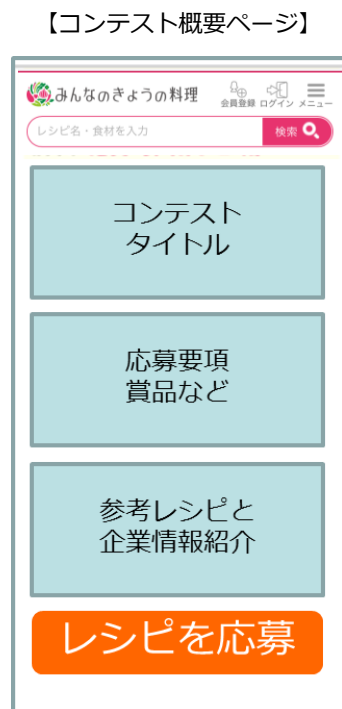 【コンテスト概要ページ】
みんなのきょうの料理
会員登録 ログイン メニュー
レシピ名・食材を入力
検索
コンテスト
タイトル
応募要項
賞品など
参考レシピと
企業情報紹介
レシピを応募